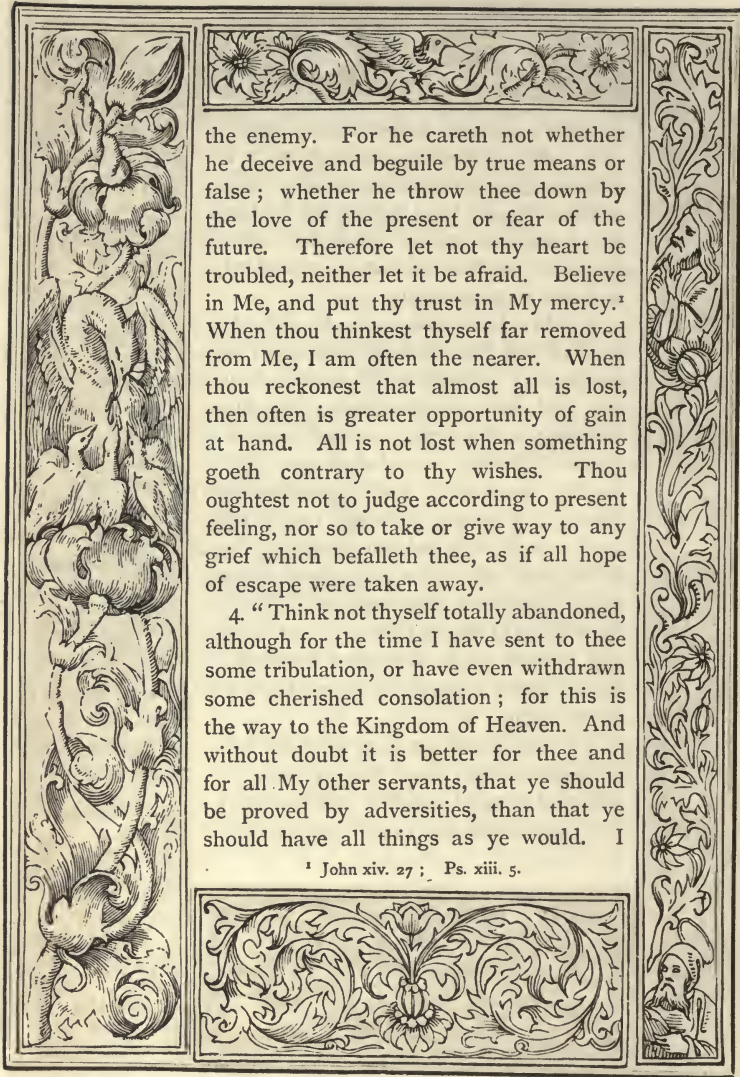 the enemy. For he careth not whether
he deceive and beguile by true means or
false ; whether he throw thee down by
the love of the present or fear of the
future. Therefore let not thy heart be
troubled, neither let it be afraid. Believe
in Me, and put thy trust in My mercy.¹
When thou thinkest thyself far removed
from Me, I am often the nearer. When
thou reckonest that almost all is lost,
then often is greater opportunity of gain
at hand. All is not lost when something
goeth contrary to thy wishes. Thou
oughtest not to judge according to present
feeling, nor so to take or give way to any
grief which befalleth thee, as if all hope
of escape were taken away.
4. “ Think not thyself totally abandoned,
although for the time I have sent to thee
some tribulation, or have even withdrawn
some cherished consolation ; for this is
the way to the Kingdom of Heaven. And
without doubt it is better for thee and
for all My other servants, that ye should
be proved by adversities, than that ye
should have all things as ye would. I
¹ John xiv. 27 ; Ps. xiii. 5.